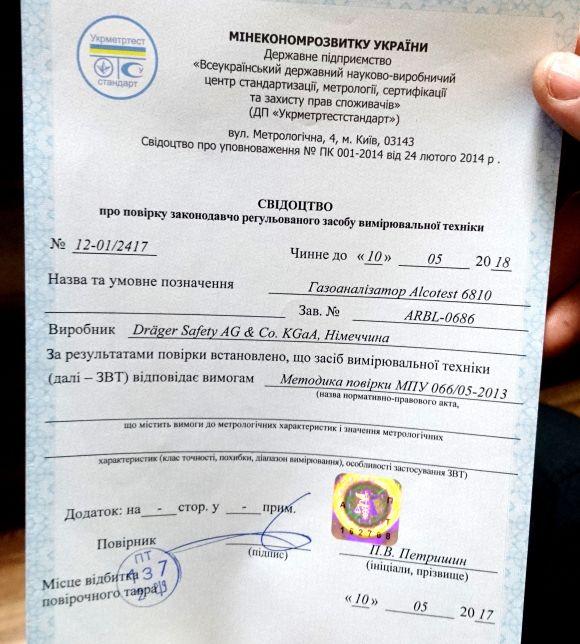 Укрметртест
стандарт
МІНЕКОНОМРОЗВИТКУ УКРАЇНИ
Державне підприємство
«Всеукраїнський державний науково-виробничий
центр стандартизації, метрології, сертифікації
та захисту прав споживачів»
(ДП «Укрметртестстандарт»)
вул. Метрологічна, 4, м. Київ, 03143
Свідоцтво про уповноваження № ПК 001-2014 від 24 лютого 2014 р .
СВІДОЦТВО
про повірку законодавчо регульованого засобу вимірювальної техніки
№ 12-01/2417 Чинне до «10» 05 2018
Назва та умовне позначення Газоаналізатор Alcotest 6810
Зав. № ARBL-0686
Виробник Dräger Safety AG & Co. KGaA, Німеччина
За результатами повірки встановлено, що засіб вимірювальної техніки
(далі – ЗВТ) відповідає вимогам Методика повірки МПУ 066/05-2013
(назва нормативно-правового акта,
що містить вимоги до метрологічних характеристик і значення метрологічних
характеристик (клас точності, похибки, діапазон вимірювання), особливості застосування ЗВТ)
Додаток: на - стор. у - прим.
Повірник П.В. Петришин
(підпис) (ініціали, прізвище)
Місце відбитка
повірочного тавра
ПТ
437
162768
«10» 05 2017